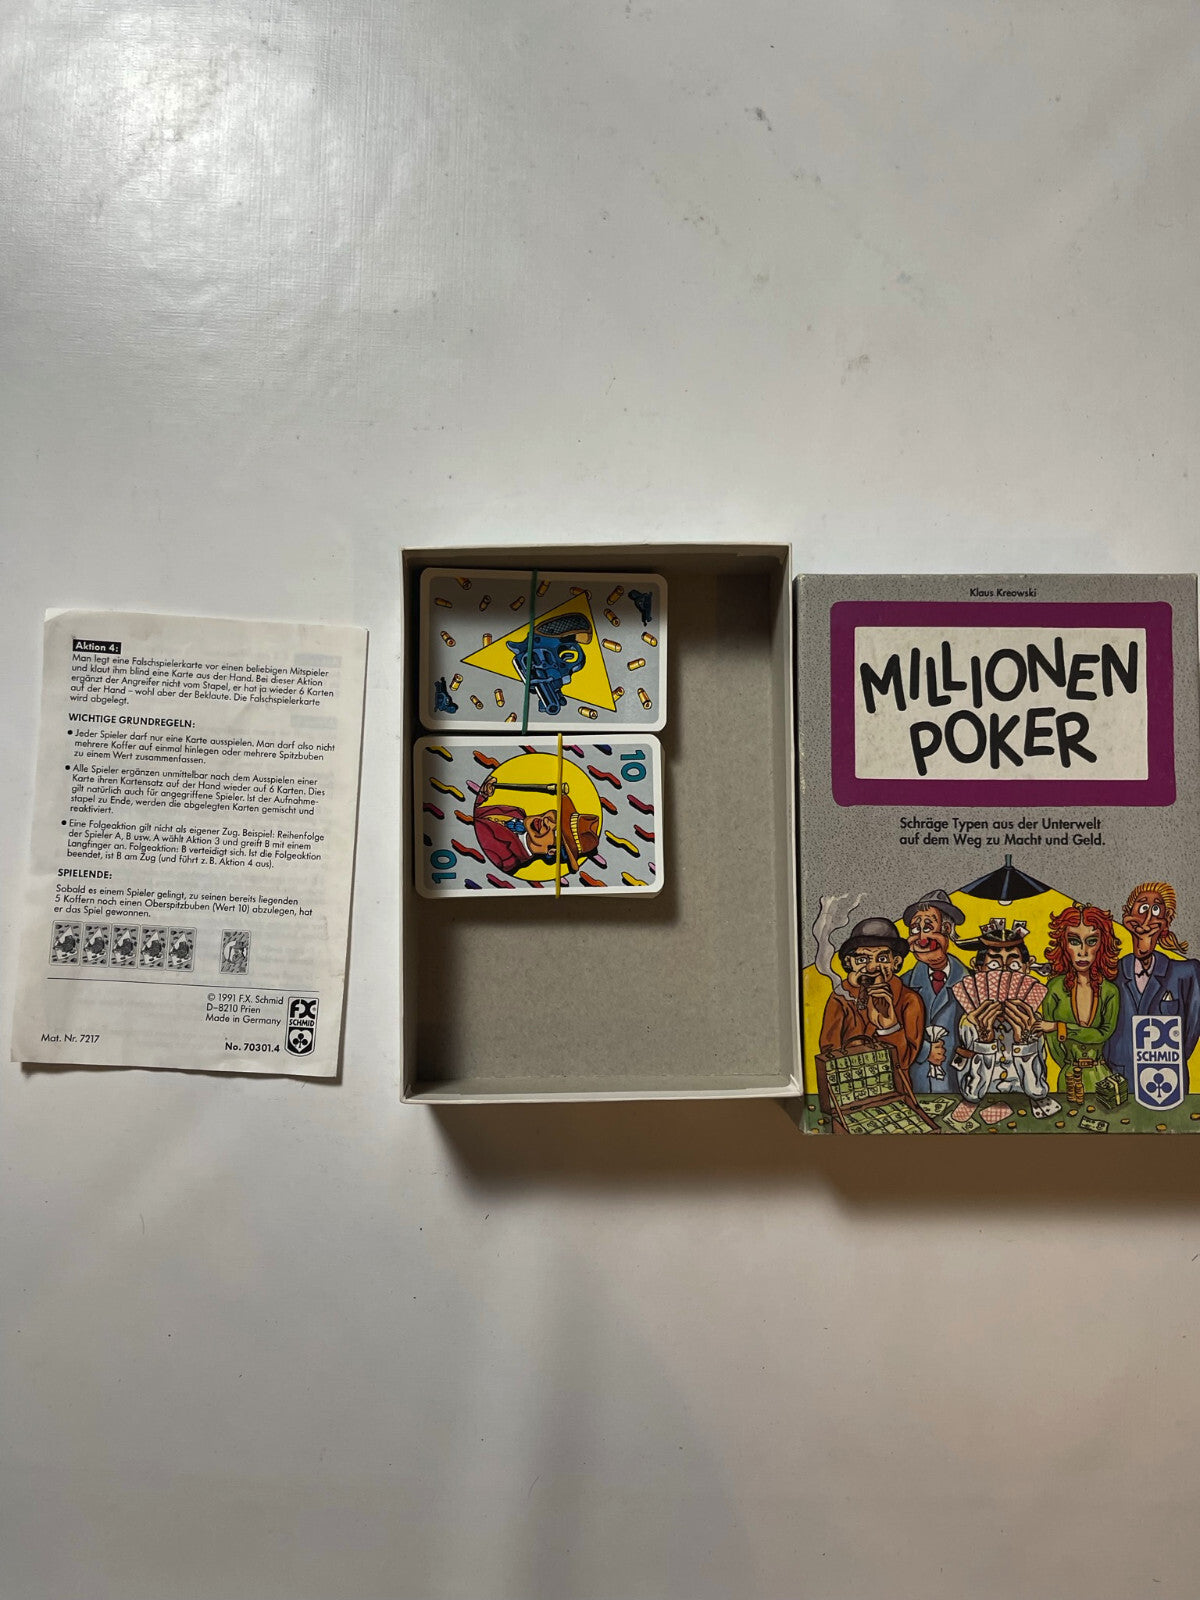 Aktion 4:
Man legt eine Falschspielerkarte vor einen beliebigen Mitspieler
und klaut ihm blind eine Karte aus der Hand. Bei dieser Aktion
ergänzt der Angreifer nicht vom Stapel, er hat ja wieder 6 Karten
auf der Hand – wohl aber der Beklaute. Die Falschspielerkarte
wird abgelegt.
WICHTIGE GRUNDREGELN:
● Jeder Spieler darf nur eine Karte ausspielen. Man darf also nicht
mehrere Koffer auf einmal hinlegen oder mehrere Spitzbuben
zu einem Wert zusammenfassen.
● Alle Spieler ergänzen unmittelbar nach dem Ausspielen einer
Karte ihren Kartensatz auf der Hand wieder auf 6 Karten. Dies
gilt natürlich auch für angegriffene Spieler. Ist der Aufnahme-
stapel zu Ende, werden die abgelegten Karten gemischt und
reaktiviert.
● Eine Folgeaktion gilt nicht als eigener Zug. Beispiel: Reihenfolge
der Spieler A, B usw. A wählt Aktion 3 und greift B mit einem
Langfinger an. Folgeaktion: B verteidigt sich. Ist die Folgeaktion
beendet, ist B am Zug (und führt z. B. Aktion 4 aus).
SPIELENDE:
Sobald es einem Spieler gelingt, zu seinen bereits liegenden
5 Koffern noch einen Oberspitzbuben (Wert 10) abzulegen, hat
er das Spiel gewonnen.
© 1991 F.X. Schmid
D–8210 Prien
Made in Germany
FX
SCHMID
Mat. Nr. 7217
No. 70301.4
10
10
Klaus Kreowski
MILLIONEN
POKER
Schräge Typen aus der Unterwelt
auf dem Weg zu Macht und Geld.
FX®
SCHMID